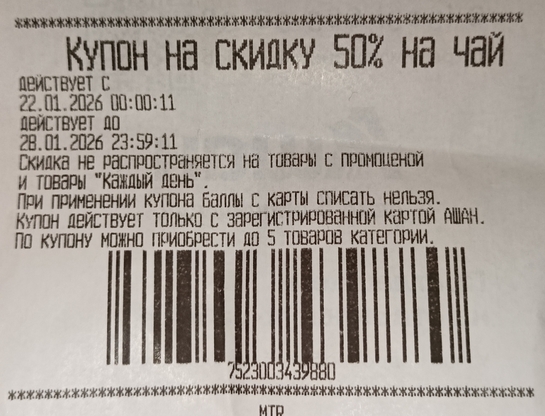 ************************************************************
Купон на скидку 50% на чай
действует с
22.01.2026 00:00:11
действует до
28.01.2026 23:59:11
Скидка не распространяется на товары с промоценой
и товары "Каждый день".
При применении купона баллы с карты списать нельзя.
Купон действует только с зарегистрированной картой АШАН.
По купону можно приобрести до 5 товаров категории.
7523003439880
************************************************************
MTR